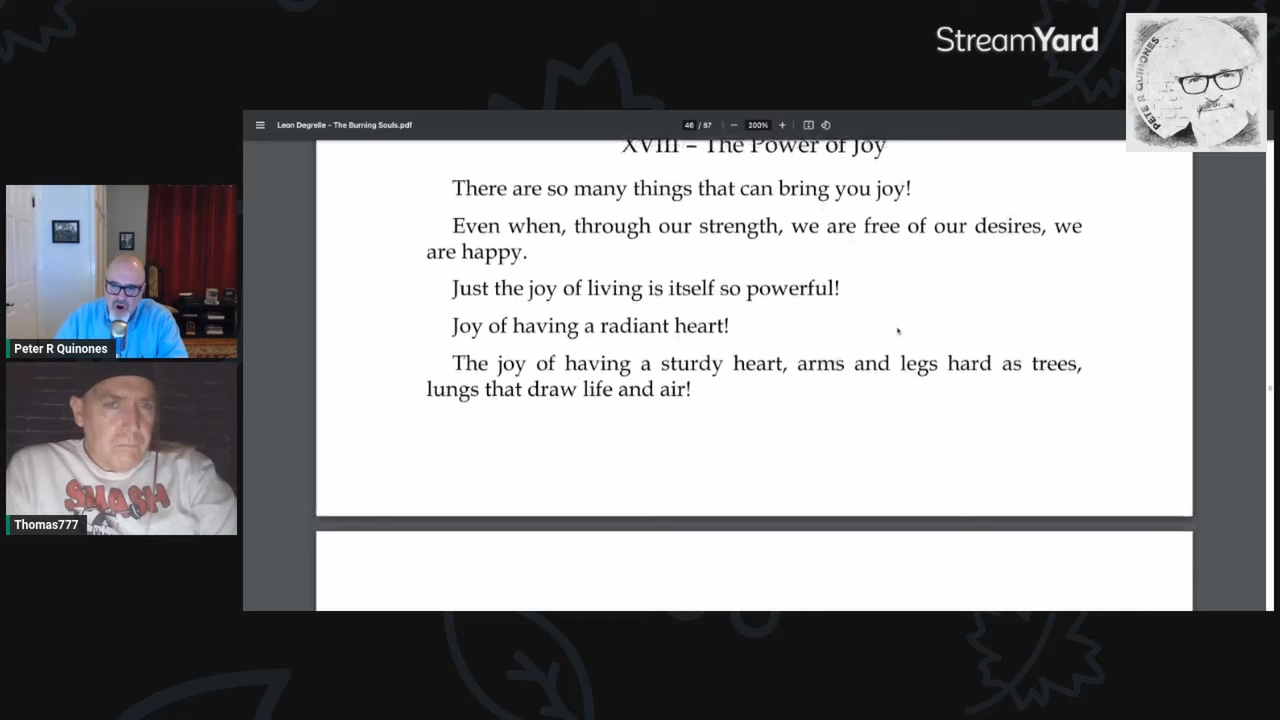 StreamYard
PETER R QUINONES
Leon Degrelle - The Burning Souls.pdf
46 / 87
200%
XVIII – The Power of Joy
There are so many things that can bring you joy!
Even when, through our strength, we are free of our desires, we
are happy.
Just the joy of living is itself so powerful!
Joy of having a radiant heart!
The joy of having a sturdy heart, arms and legs hard as trees,
lungs that draw life and air!
Peter R Quinones
SMASH
Thomas777